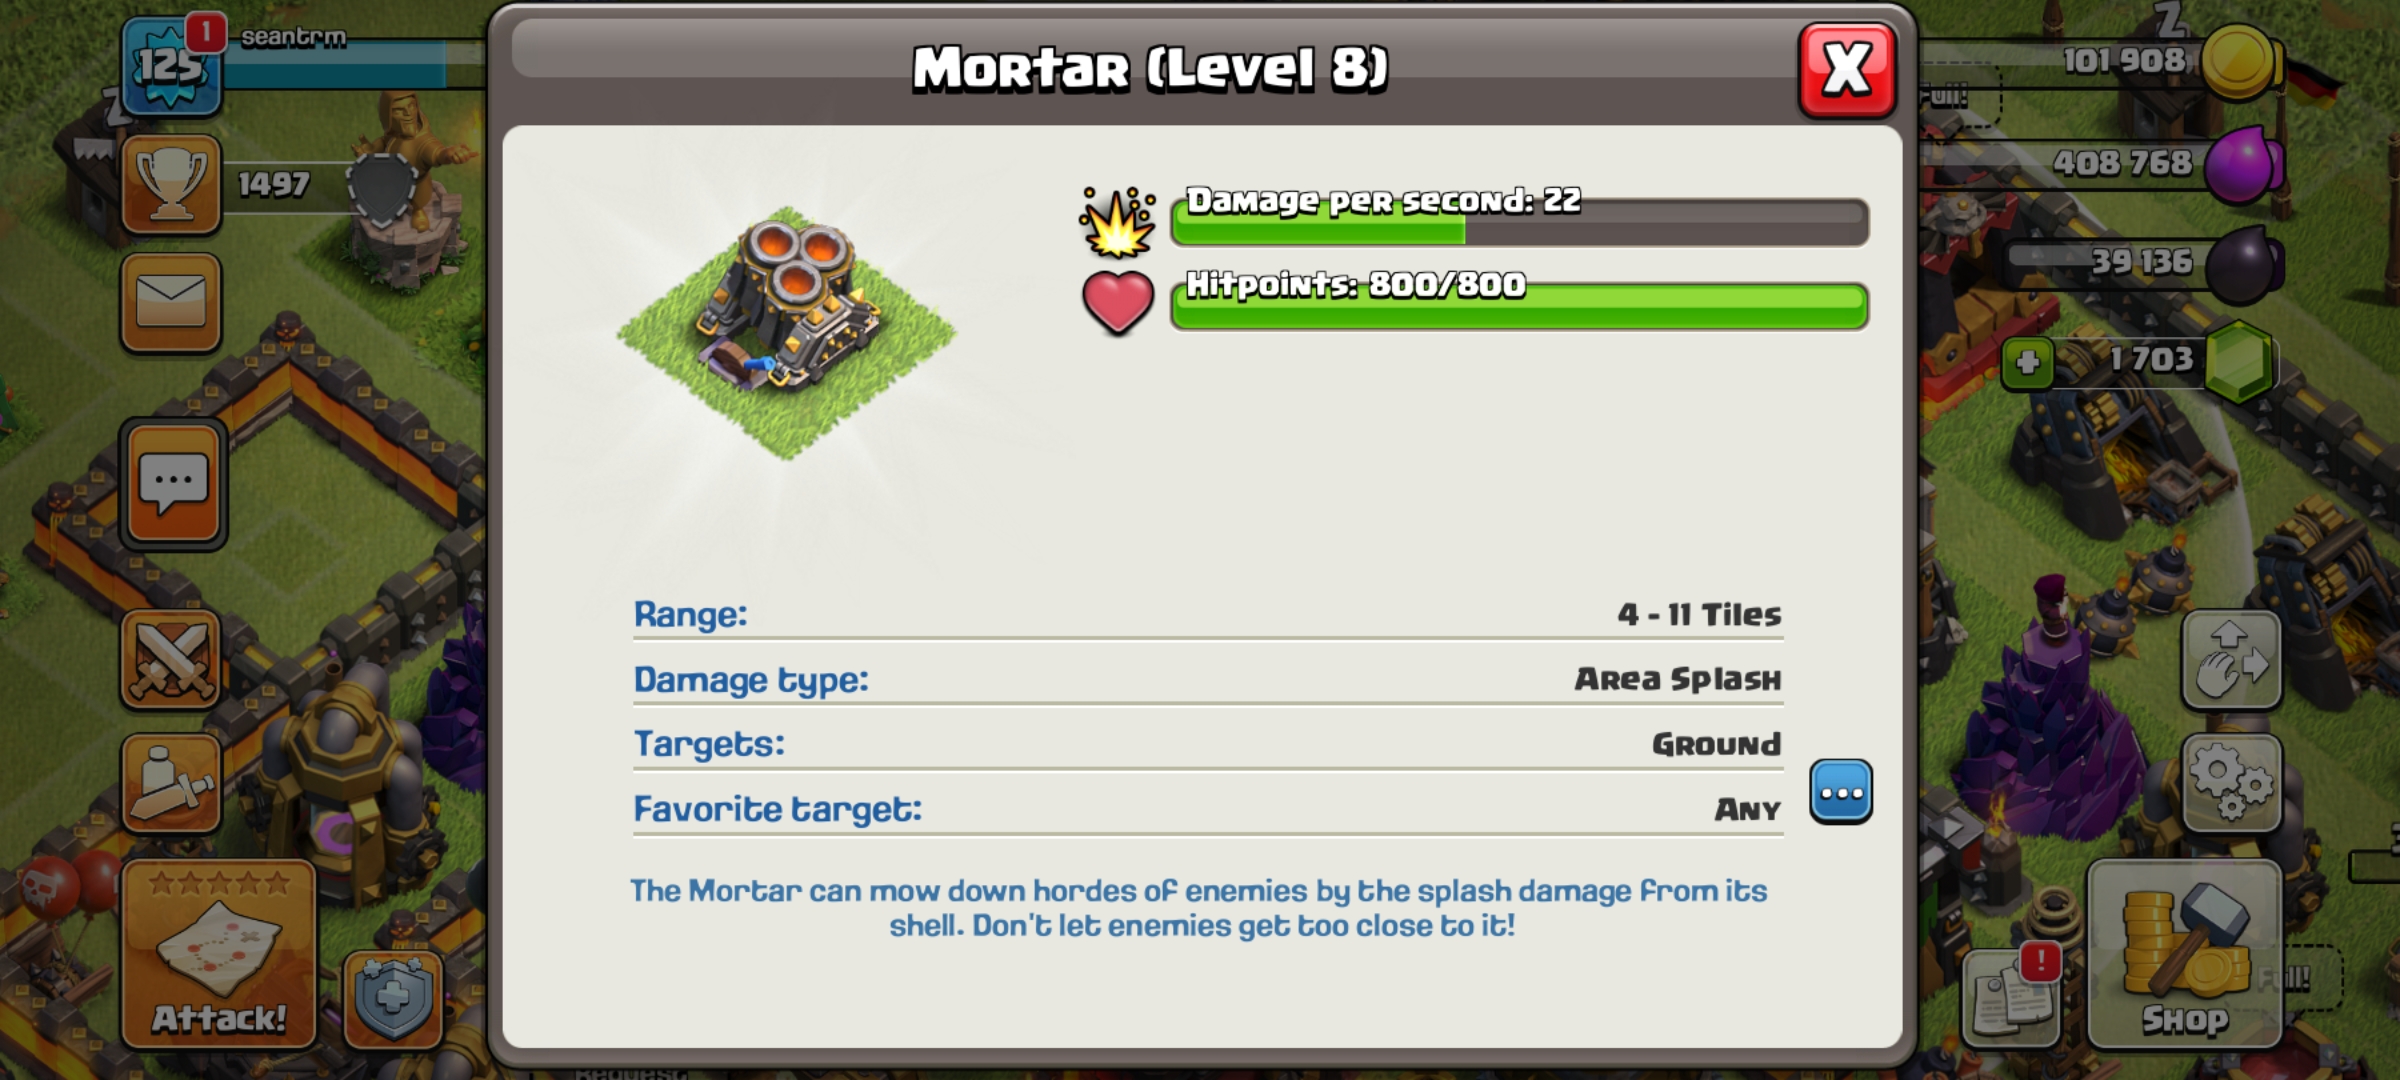 Mortar (Level 8)
X
1
125
seantrm
1497
101 908
Full!
408 768
39 136
1 703
Damage per second: 22
Hitpoints: 800/800
Range: 4 - 11 Tiles
Damage type: Area Splash
Targets: Ground
Favorite target: Any
The Mortar can mow down hordes of enemies by the splash damage from its
shell. Don't let enemies get too close to it!
Attack!
!
Full!
Shop
Request